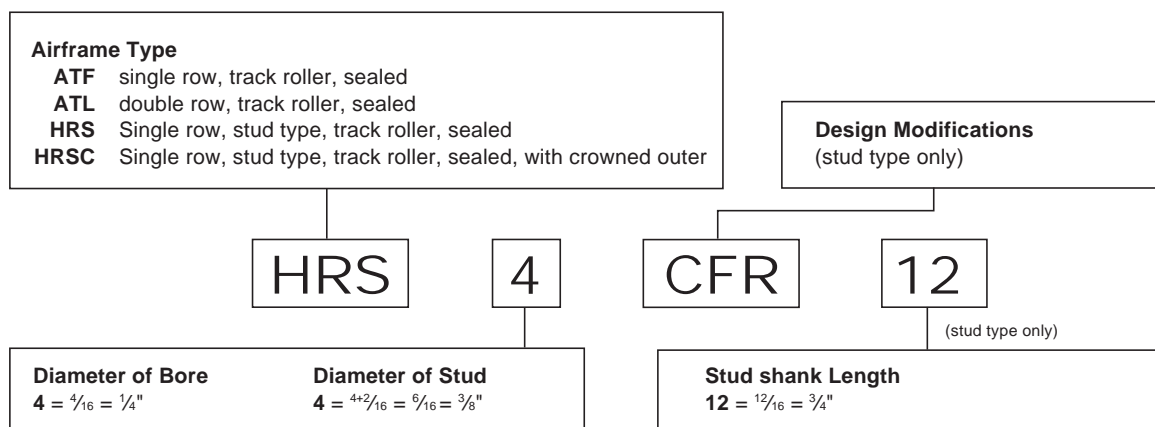 Airframe Type
ATF single row, track roller, sealed
ATL double row, track roller, sealed
HRS Single row, stud type, track roller, sealed
HRSC Single row, stud type, track roller, sealed, with crowned outer
Design Modifications
(stud type only)
HRS 4 CFR 12
(stud type only)
Diameter of Bore
4 = 4/16 = 1/4"
Diameter of Stud
4 = 4+2/16 = 6/16 = 3/8"
Stud shank Length
12 = 12/16 = 3/4"